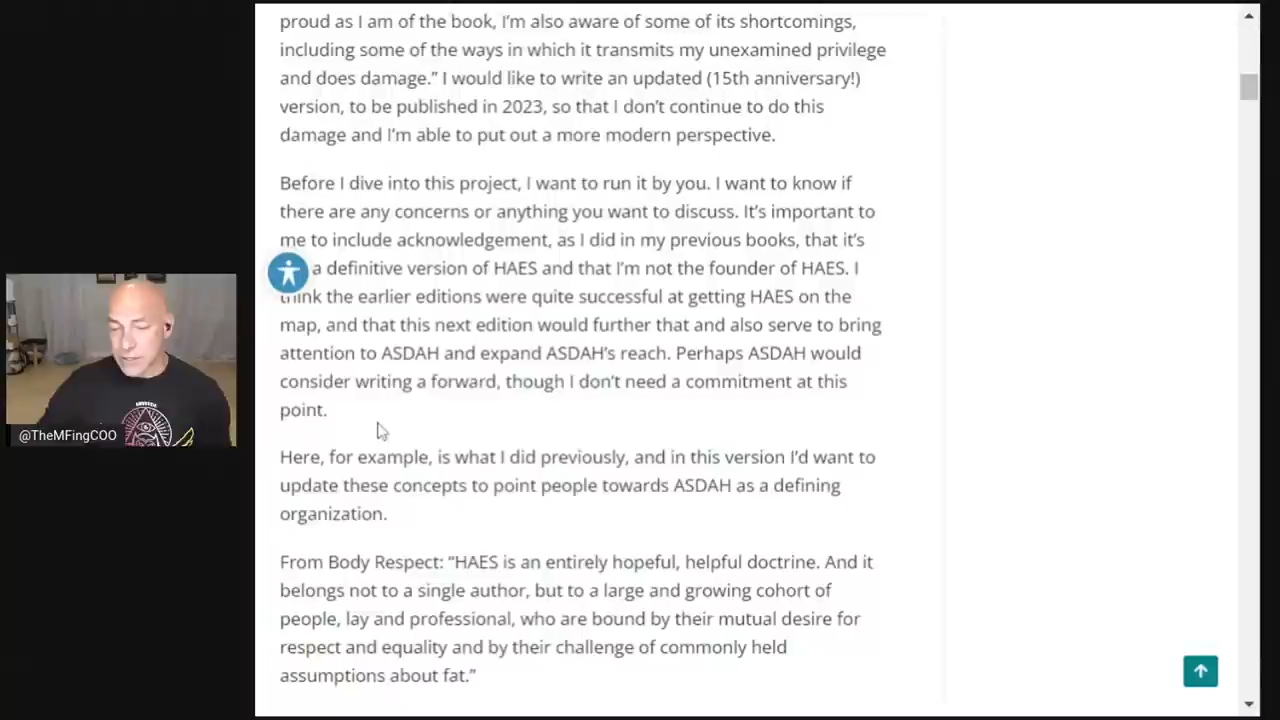 proud as I am of the book, I'm also aware of some of its shortcomings,
including some of the ways in which it transmits my unexamined privilege
and does damage." I would like to write an updated (15th anniversary!)
version, to be published in 2023, so that I don't continue to do this
damage and I'm able to put out a more modern perspective.
Before I dive into this project, I want to run it by you. I want to know if
there are any concerns or anything you want to discuss. It's important to
me to include acknowledgement, as I did in my previous books, that it's
a definitive version of HAES and that I'm not the founder of HAES. I
think the earlier editions were quite successful at getting HAES on the
map, and that this next edition would further that and also serve to bring
attention to ASDAH and expand ASDAH's reach. Perhaps ASDAH would
consider writing a forward, though I don't need a commitment at this
point.
Here, for example, is what I did previously, and in this version I'd want to
update these concepts to point people towards ASDAH as a defining
organization.
From Body Respect: "HAES is an entirely hopeful, helpful doctrine. And it
belongs not to a single author, but to a large and growing cohort of
people, lay and professional, who are bound by their mutual desire for
respect and equality and by their challenge of commonly held
assumptions about fat."
@TheMFingCOO